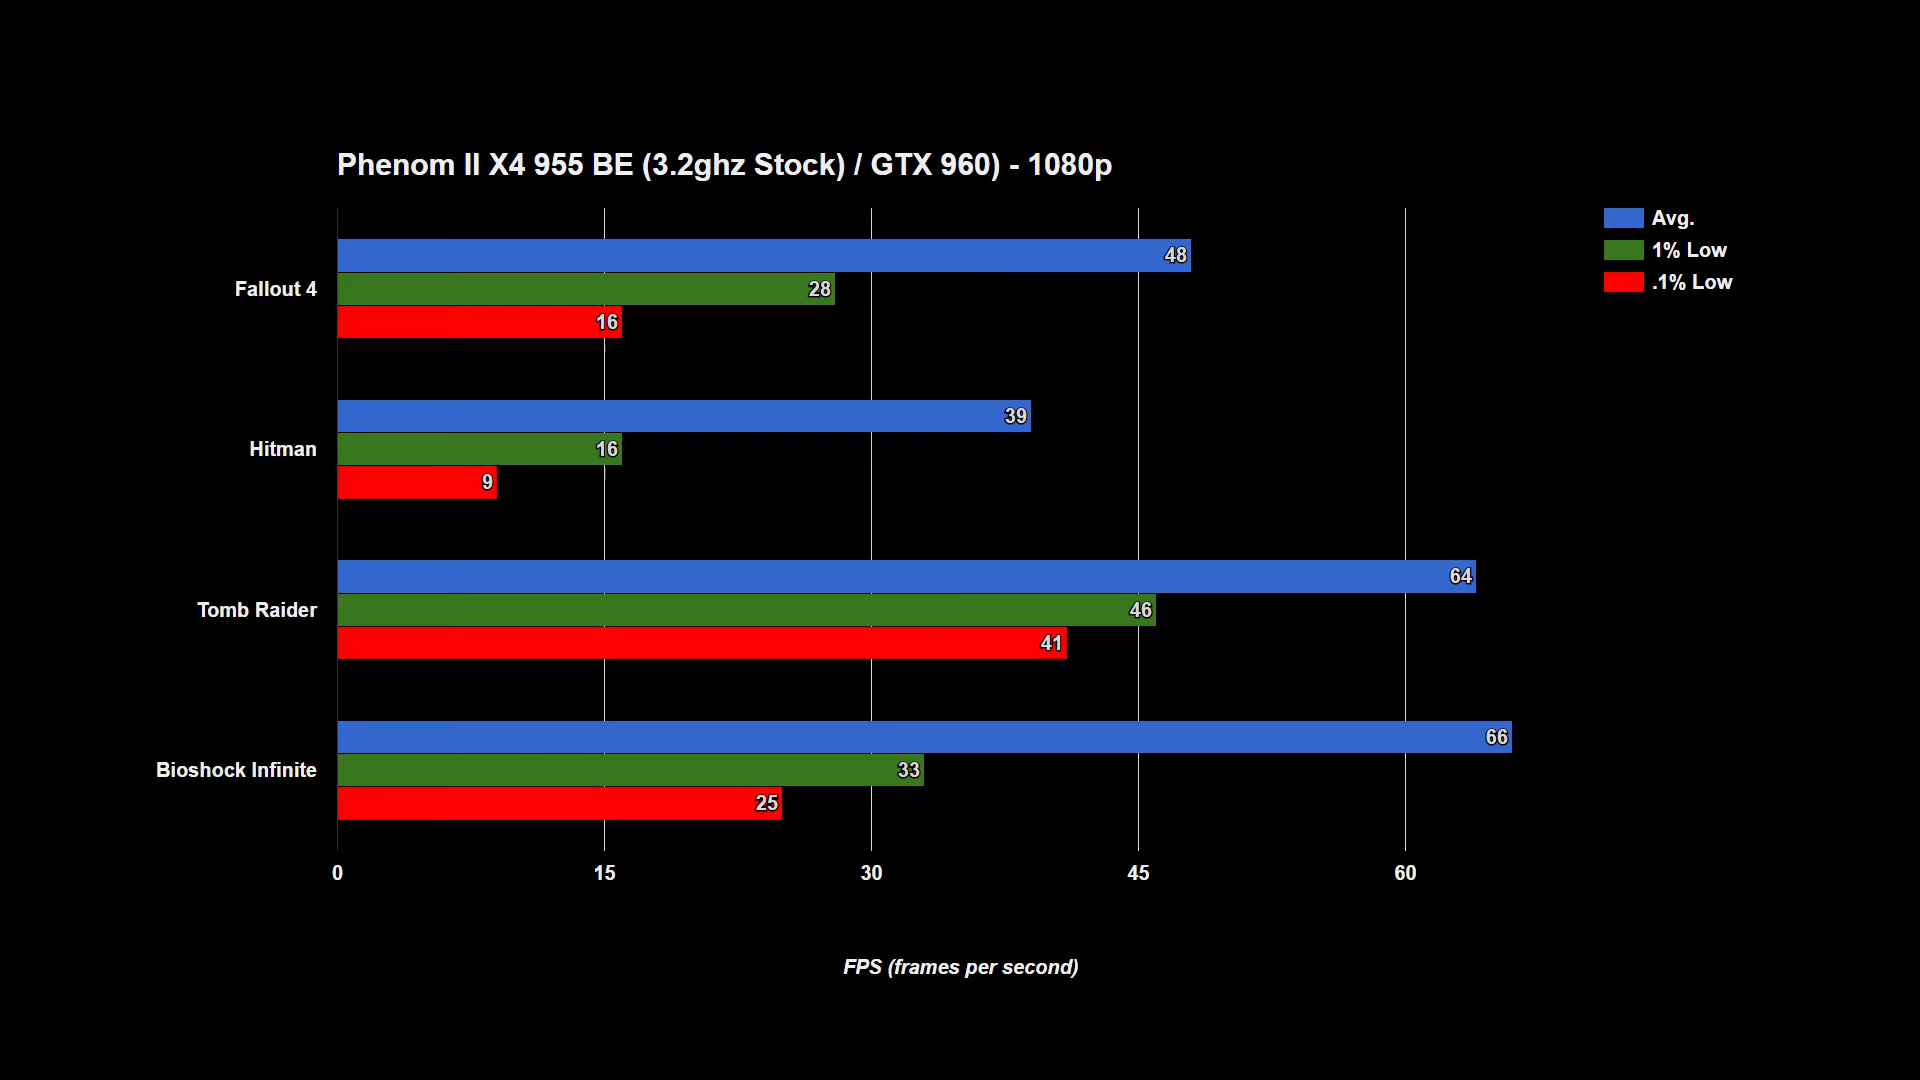 Phenom II X4 955 BE (3.2ghz Stock) / GTX 960) - 1080p
Avg.
1% Low
.1% Low
Fallout 4
48
28
16
Hitman
39
16
9
Tomb Raider
64
46
41
Bioshock Infinite
66
33
25
0 15 30 45 60
FPS (frames per second)